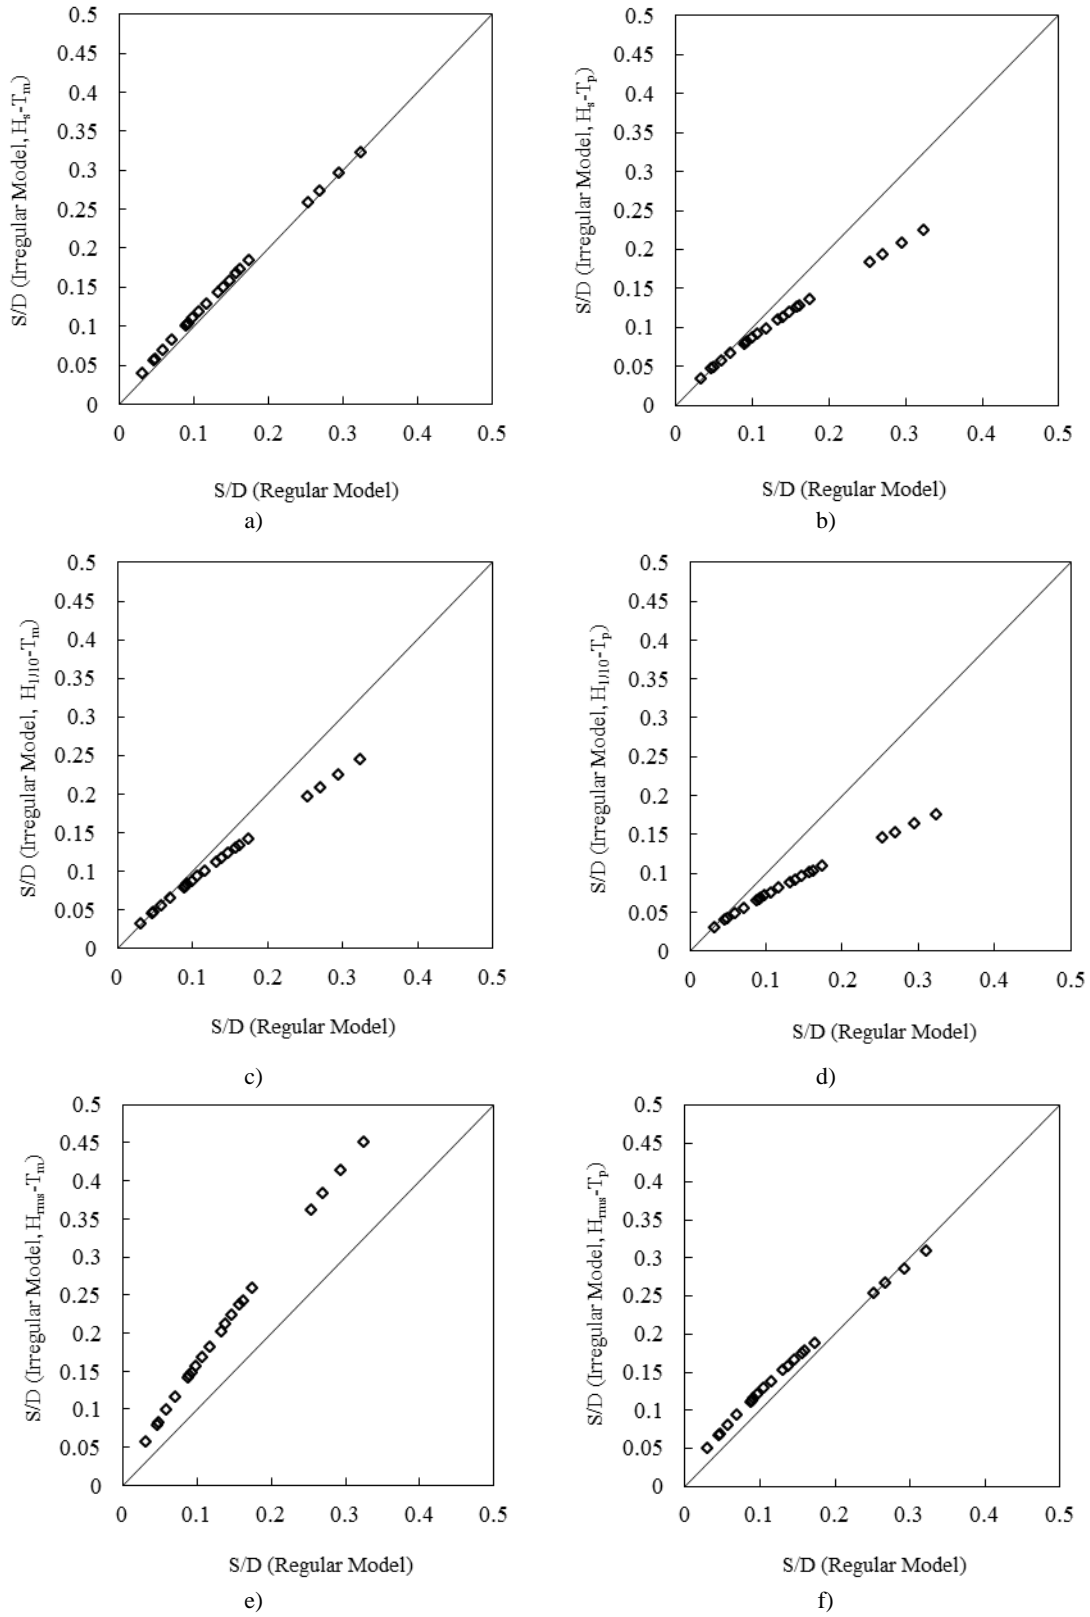 0.5
0.45
0.4
0.35
0.3
0.25
0.2
0.15
0.1
0.05
0
S/D (Irregular Model, Hs-Tm)
0 0.1 0.2 0.3 0.4 0.5
S/D (Regular Model)
a)
0.5
0.45
0.4
0.35
0.3
0.25
0.2
0.15
0.1
0.05
0
S/D (Irregular Model, Hs-Tp)
0 0.1 0.2 0.3 0.4 0.5
S/D (Regular Model)
b)
0.5
0.45
0.4
0.35
0.3
0.25
0.2
0.15
0.1
0.05
0
S/D (Irregular Model, H1/10-Tm)
0 0.1 0.2 0.3 0.4 0.5
S/D (Regular Model)
c)
0.5
0.45
0.4
0.35
0.3
0.25
0.2
0.15
0.1
0.05
0
S/D (Irregular Model, H1/10-Tp)
0 0.1 0.2 0.3 0.4 0.5
S/D (Regular Model)
d)
0.5
0.45
0.4
0.35
0.3
0.25
0.2
0.15
0.1
0.05
0
S/D (Irregular Model, Hrms-Tm)
0 0.1 0.2 0.3 0.4 0.5
S/D (Regular Model)
e)
0.5
0.45
0.4
0.35
0.3
0.25
0.2
0.15
0.1
0.05
0
S/D (Irregular Model, Hrms-Tp)
0 0.1 0.2 0.3 0.4 0.5
S/D (Regular Model)
f)